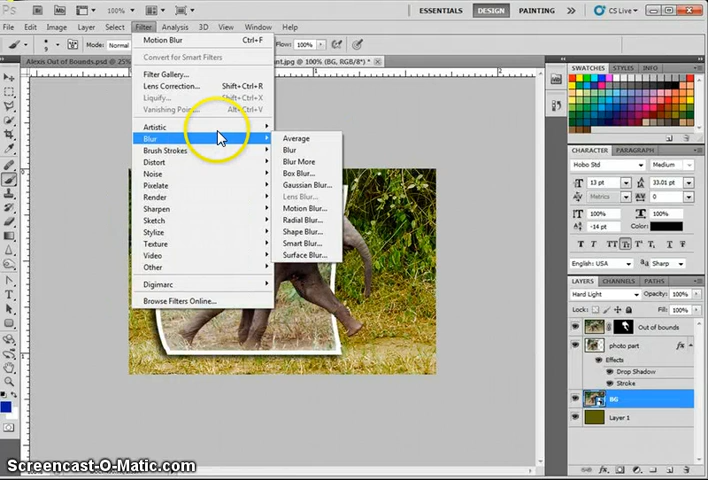 Ps 100% ESSENTIALS DESIGN PAINTING CS Live
File Edit Image Layer Select Filter Analysis 3D View Window Help
Mode: Normal Flow: 100%
Alexis Out of Bounds.psd @ 25%
nt.jpg @ 100% (BG, RGB/8*) *
Motion Blur Ctrl+F
Convert for Smart Filters
Filter Gallery...
Lens Correction... Shift+Ctrl+R
Liquify... Shift+Ctrl+X
Vanishing Point... Alt+Ctrl+V
Artistic
Blur
Brush Strokes
Distort
Noise
Pixelate
Render
Sharpen
Sketch
Stylize
Texture
Video
Other
Digimarc
Browse Filters Online...
Average
Blur
Blur More
Box Blur...
Gaussian Blur...
Lens Blur...
Motion Blur...
Radial Blur...
Shape Blur...
Smart Blur...
Surface Blur...
SWATCHES STYLES
CHARACTER PARAGRAPH
Hobo Std Medium
13 pt 33.01 pt
Metrics 0
100% 100%
-14 pt Color:
English: USA Sharp
LAYERS CHANNELS PATHS
Hard Light Opacity: 100%
Lock: Fill: 100%
Out of bounds
photo part fx
Effects
Drop Shadow
Stroke
BG
Layer 1
Screencast-O-Matic.com